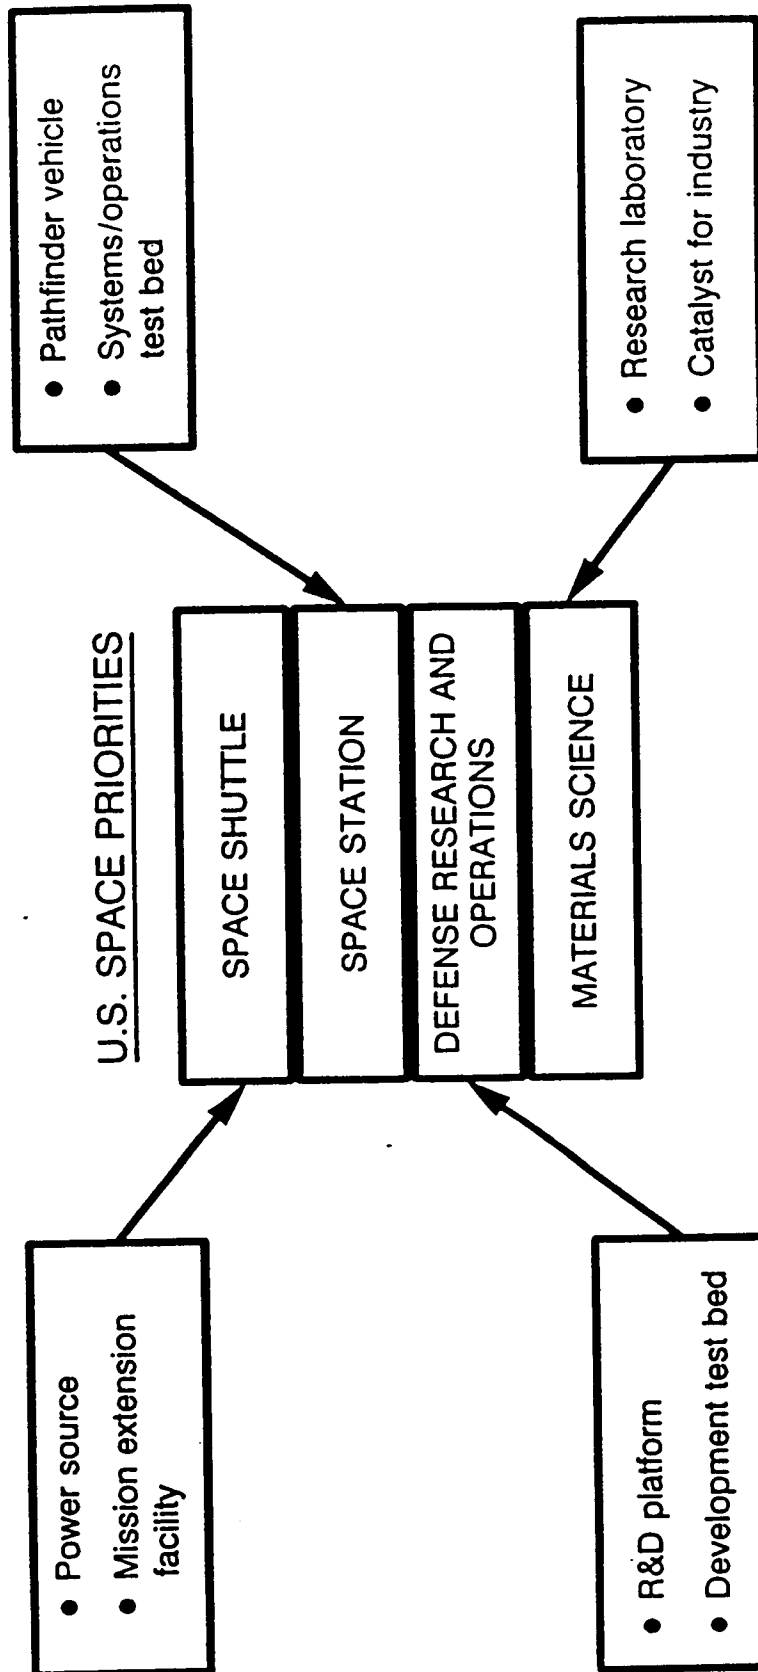 U.S. SPACE PRIORITIES
• Power source
• Mission extension
facility
• Pathfinder vehicle
• Systems/operations
test bed
SPACE SHUTTLE
SPACE STATION
DEFENSE RESEARCH AND
OPERATIONS
MATERIALS SCIENCE
• R&D platform
• Development test bed
• Research laboratory
• Catalyst for industry